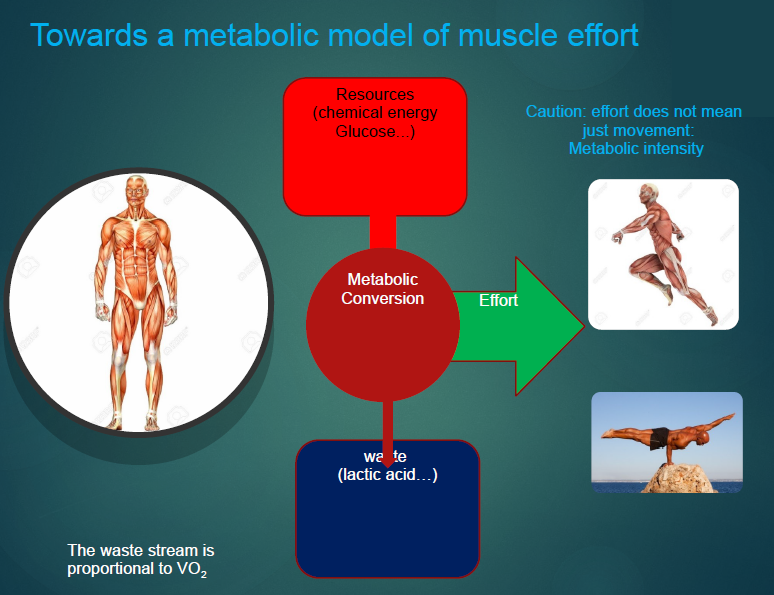 Towards a metabolic model of muscle effort
Resources
(chemical energy
Glucose...)
Caution: effort does not mean
just movement:
Metabolic intensity
Metabolic
Conversion
Effort
waste
(lactic acid…)
The waste stream is
proportional to VO₂